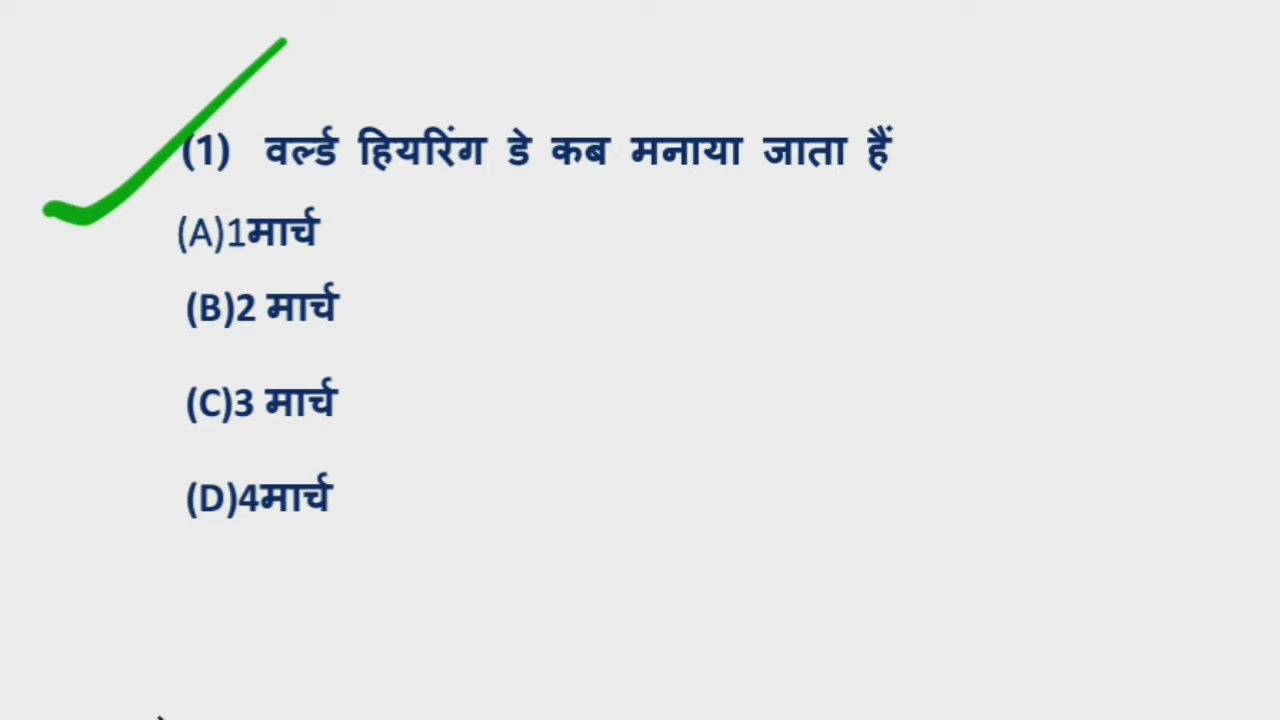 (1) वर्ल्ड हियरिंग डे कब मनाया जाता हैं
(A)1मार्च
(B)2 मार्च
(C)3 मार्च
(D)4मार्च